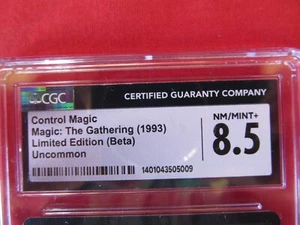 CGC
CERTIFIED GUARANTY COMPANY
Control Magic
Magic: The Gathering (1993)
Limited Edition (Beta)
Uncommon
NM/MINT+
8.5
1401043505009